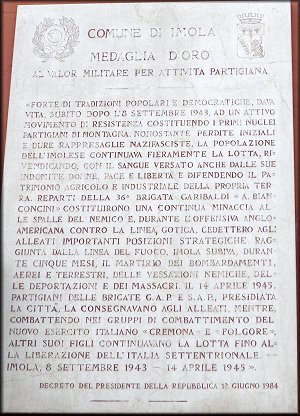 COMUNE DI IMOLA
MEDAGLIA D'ORO
AL VALOR MILITARE PER ATTIVITA PARTIGIANA
«FORTE DI TRADIZIONI POPOLARI E DEMOCRATICHE, DAVA
VITA, SUBITO DOPO L'8 SETTEMBRE 1943, AD UN ATTIVO
MOVIMENTO DI RESISTENZA COSTITUENDO I PRIMI NUCLEI
PARTIGIANI DI MONTAGNA. NONOSTANTE PERDITE INIZIALI
E DURE RAPPRESAGLIE NAZIFASCISTE, LA POPOLAZIONE
DELL'IMOLESE CONTINUAVA FIERAMENTE LA LOTTA, RI-
VENDICANDO, CON IL SANGUE VERSATO ANCHE DALLE SUE
INDOMITE DONNE, PACE E LIBERTÀ E DIFENDENDO IL PA-
TRIMONIO AGRICOLO E INDUSTRIALE DELLA PROPRIA TER-
RA. REPARTI DELLA 36ª BRIGATA GARIBALDI «A. BIAN-
CONCINI» COSTITUIRONO UNA CONTINUA MINACCIA AL-
LE SPALLE DEL NEMICO E, DURANTE L'OFFENSIVA ANGLO-
AMERICANA CONTRO LA LINEA GOTICA, CEDETTERO AGLI
ALLEATI IMPORTANTI POSIZIONI STRATEGICHE. RAG-
GIUNTA DALLA LINEA DEL FUOCO, IMOLA SUBIVA, DURAN-
TE CINQUE MESI, IL MARTIRIO DEI BOMBARDAMENTI,
AEREI E TERRESTRI, DELLE VESSAZIONI NEMICHE, DEL-
LE DEPORTAZIONI E DEI MASSACRI. IL 14 APRILE 1945,
PARTIGIANI DELLE BRIGATE G.A.P. E S.A.P., PRESIDIATA
LA CITTÀ, LA CONSEGNAVANO AGLI ALLEATI, MENTRE,
COMBATTENDO NEI GRUPPI DI COMBATTIMENTO DEL
NUOVO ESERCITO ITALIANO «CREMONA» E «FOLGORE»,
ALTRI SUOI FIGLI CONTINUAVANO LA LOTTA FINO AL-
LA LIBERAZIONE DELL'ITALIA SETTENTRIONALE. —
IMOLA, 8 SETTEMBRE 1943 — 14 APRILE 1945».
DECRETO DEL PRESIDENTE DELLA REPUBBLICA 12 GIUGNO 1984